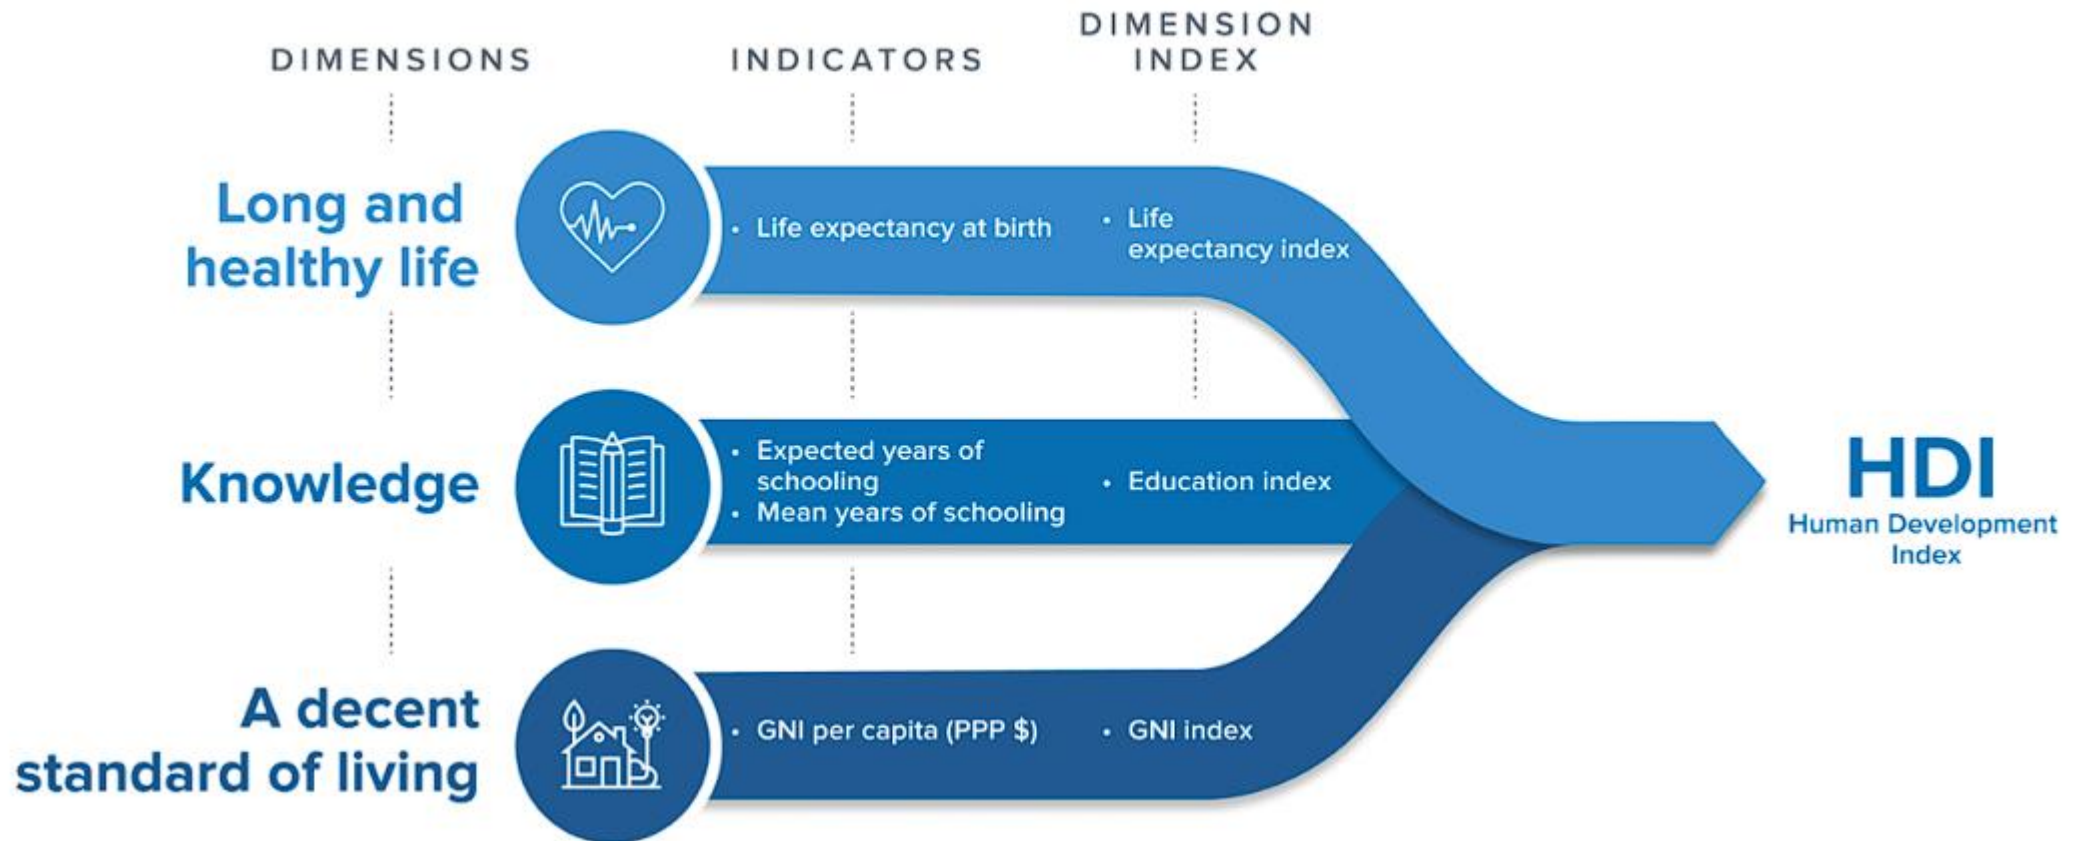 DIMENSIONS
INDICATORS
DIMENSION
INDEX
Long and
healthy life
• Life expectancy at birth
• Life
expectancy index
Knowledge
• Expected years of
schooling
• Mean years of schooling
• Education index
A decent
standard of living
• GNI per capita (PPP $)
• GNI index
HDI
Human Development
Index